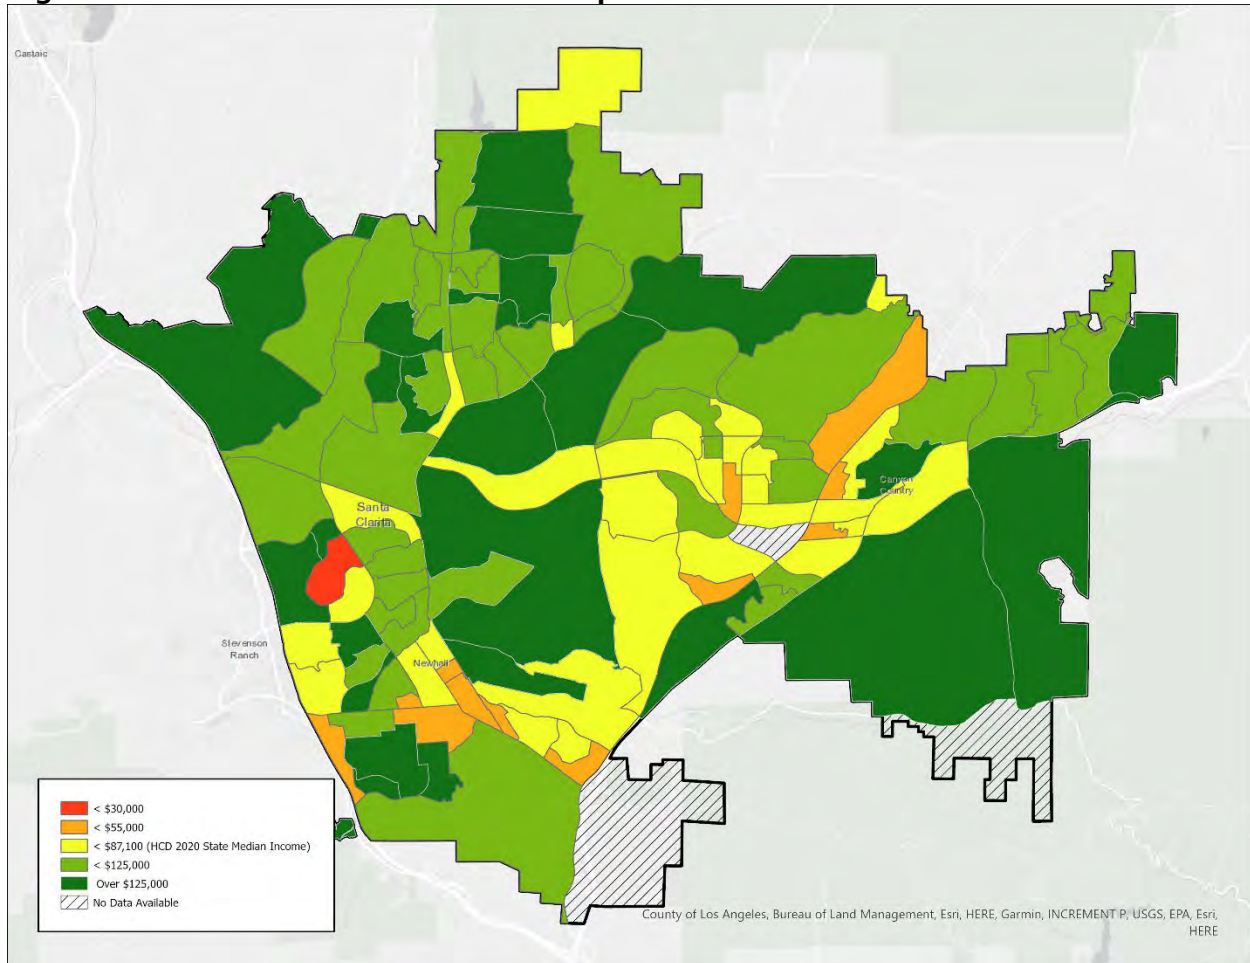 Castaic
Santa
Clarita
Canyon
Country
Stevenson
Ranch
Newhall
< $30,000
< $55,000
< $87,100 (HCD 2020 State Median Income)
< $125,000
Over $125,000
No Data Available
County of Los Angeles, Bureau of Land Management, Esri, HERE, Garmin, INCREMENT P, USGS, EPA, Esri,
HERE